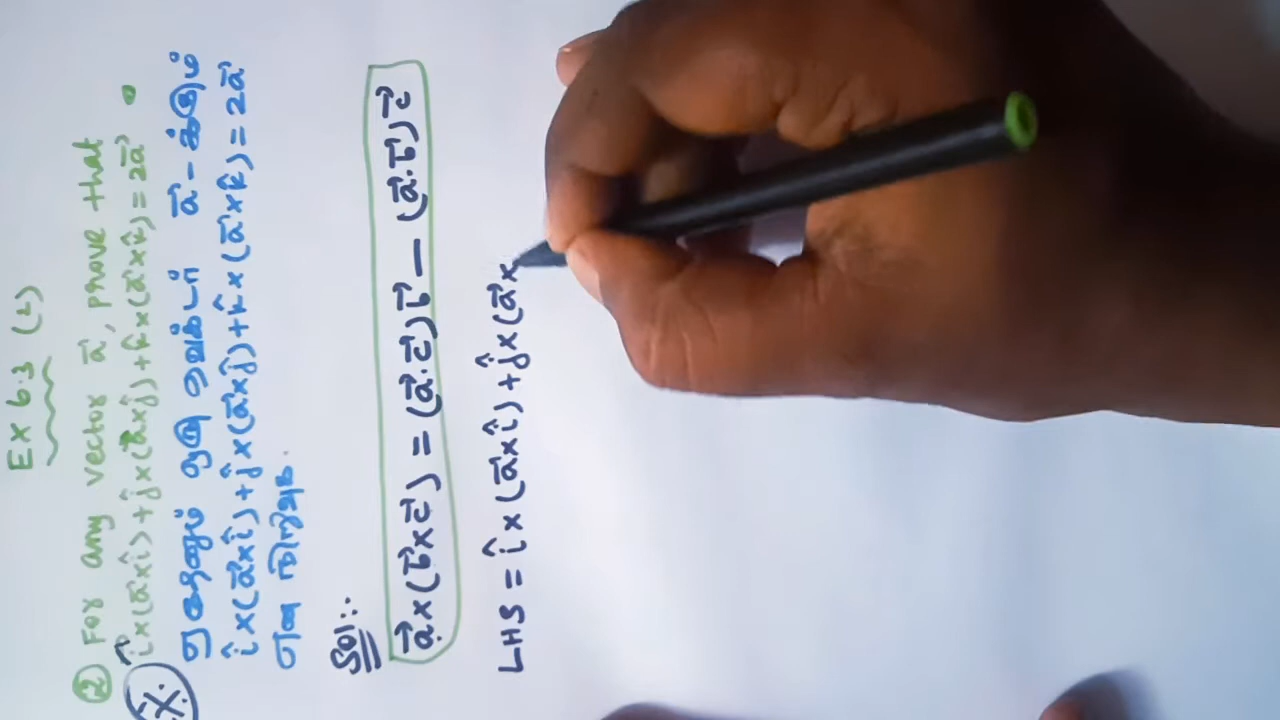 Ex 6.3 (2)
② For any vector a⃗, prove that
î×(a⃗×î)+ĵ×(a⃗×ĵ)+k̂×(a⃗×k̂)=2a⃗.
X. ஏதேனும் ஒரு வெக்டர் a⃗-க்கும்
î×(a⃗×î)+ĵ×(a⃗×ĵ)+k̂×(a⃗×k̂)=2a⃗
என நிறுவுக.
Sol:-
a⃗×(b⃗×c⃗) = (a⃗.c⃗)b⃗ – (a⃗.b⃗)c⃗
LHS = î×(a⃗×î)+ĵ×(a⃗×